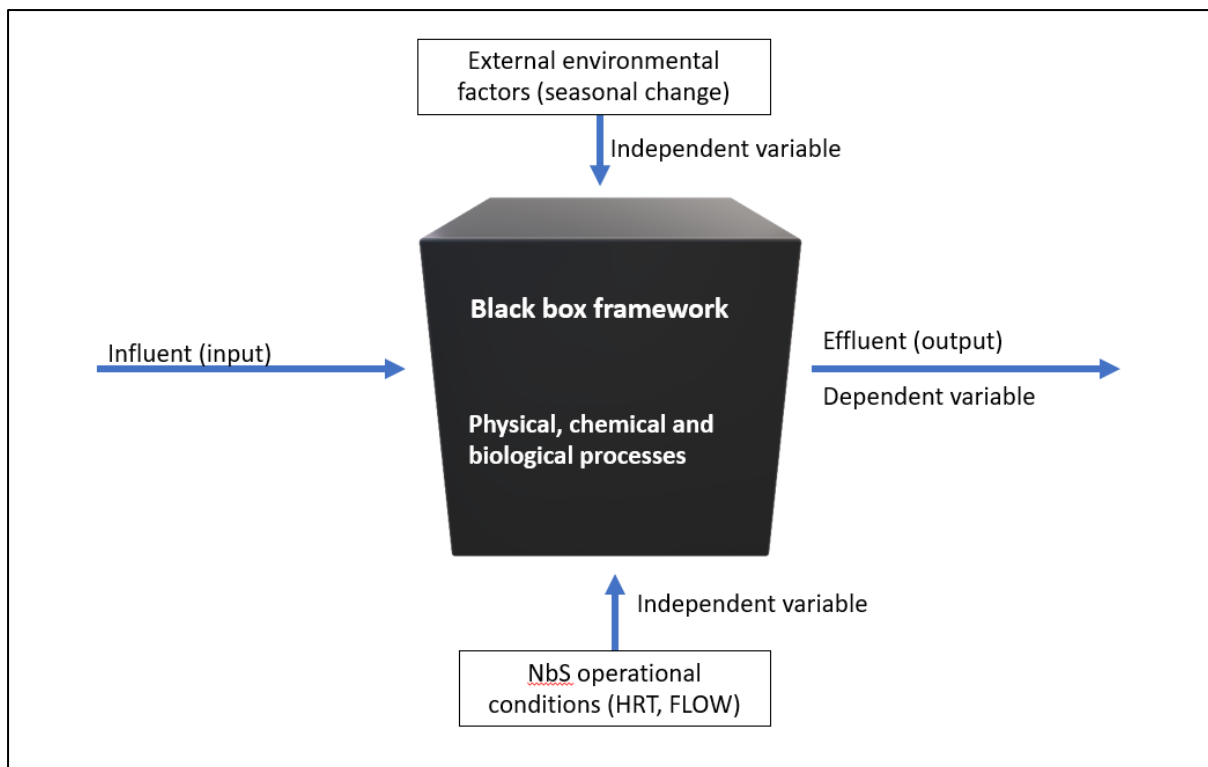 External environmental
factors (seasonal change)
Independent variable
Black box framework
Influent (input)
Effluent (output)
Dependent variable
Physical, chemical and
biological processes
Independent variable
NbS operational
conditions (HRT, FLOW)